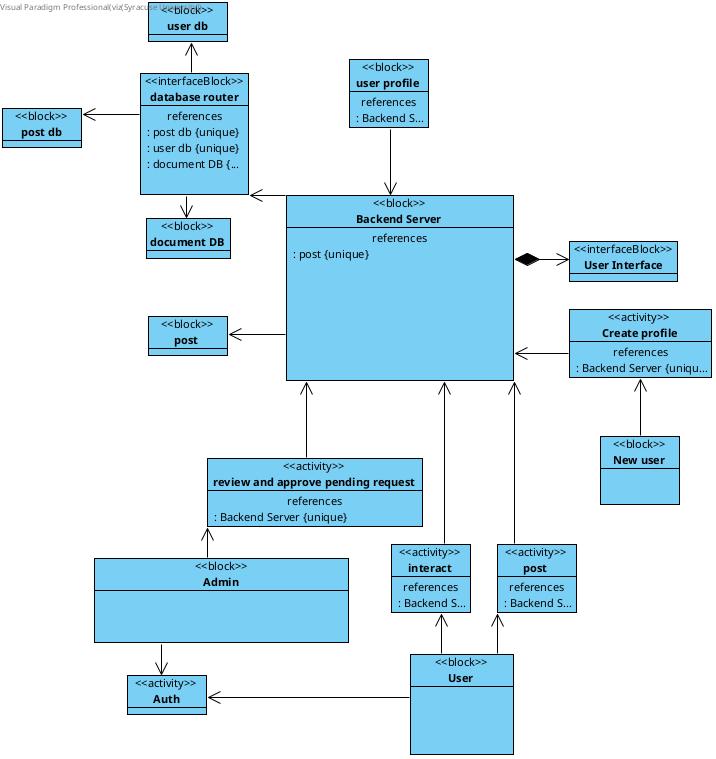 Visual Paradigm Professional(viz(Syracuse
<<block>>
user db
<<interfaceBlock>>
database router
references
: post db {unique}
: user db {unique}
: document DB {...
<<block>>
user profile
references
: Backend S...
<<block>>
post db
<<block>>
document DB
<<block>>
Backend Server
references
: post {unique}
<<interfaceBlock>>
User Interface
<<block>>
post
<<activity>>
Create profile
references
: Backend Server {uniqu...
<<block>>
New user
<<activity>>
review and approve pending request
references
: Backend Server {unique}
<<block>>
Admin
<<activity>>
interact
references
: Backend S...
<<activity>>
post
references
: Backend S...
<<activity>>
Auth
<<block>>
User